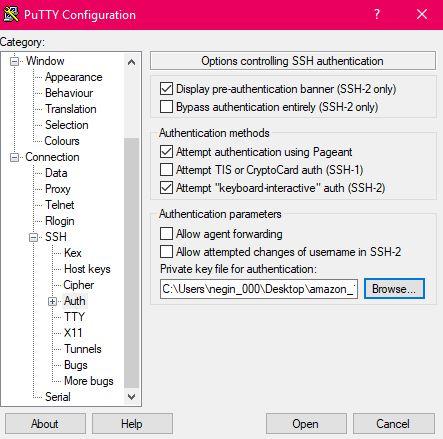 PuTTY Configuration
?
Category:
Window
Appearance
Behaviour
Translation
Selection
Colours
Connection
Data
Proxy
Telnet
Rlogin
SSH
Kex
Host keys
Cipher
Auth
TTY
X11
Tunnels
Bugs
More bugs
Serial
Options controlling SSH authentication
Display pre-authentication banner (SSH-2 only)
Bypass authentication entirely (SSH-2 only)
Authentication methods
Attempt authentication using Pageant
Attempt TIS or CryptoCard auth (SSH-1)
Attempt "keyboard-interactive" auth (SSH-2)
Authentication parameters
Allow agent forwarding
Allow attempted changes of username in SSH-2
Private key file for authentication:
C:\Users\negin_000\Desktop\amazon_
Browse...
About
Help
Open
Cancel